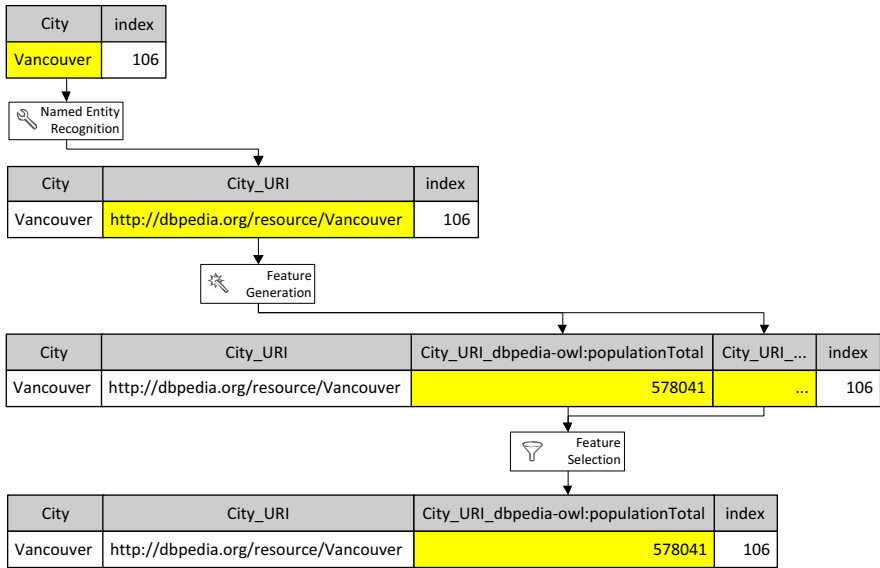 City index
Vancouver 106
Named Entity
Recognition
City City_URI index
Vancouver http://dbpedia.org/resource/Vancouver 106
Feature
Generation
City City_URI City_URI_dbpedia-owl:populationTotal City_URI_... index
Vancouver http://dbpedia.org/resource/Vancouver 578041 ... 106
Feature
Selection
City City_URI City_URI_dbpedia-owl:populationTotal index
Vancouver http://dbpedia.org/resource/Vancouver 578041 106